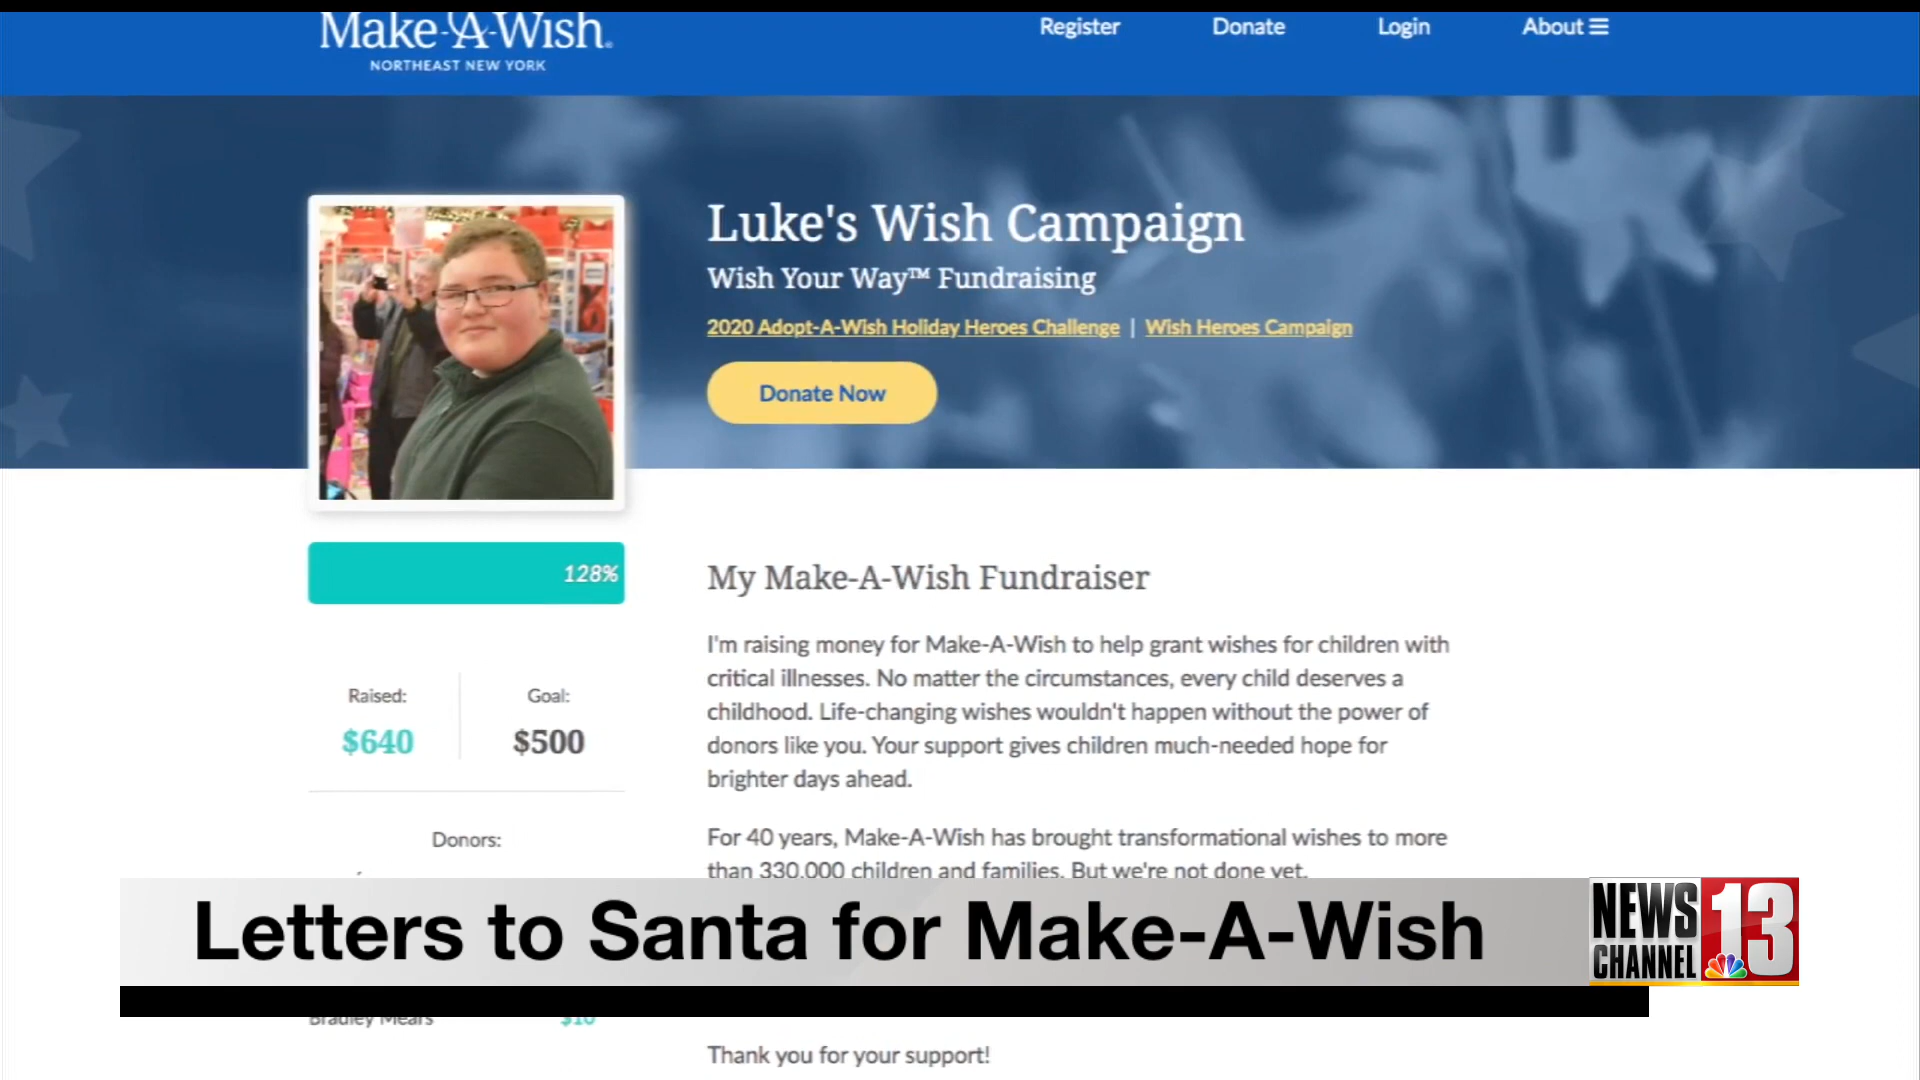 Make-A-Wish.
NORTHEAST NEW YORK
Register
Donate
Login
About
Luke's Wish Campaign
Wish Your Way™ Fundraising
2020 Adopt-A-Wish Holiday Heroes Challenge | Wish Heroes Campaign
Donate Now
128%
Raised:
$640
Goal:
$500
Donors:
My Make-A-Wish Fundraiser
I'm raising money for Make-A-Wish to help grant wishes for children with
critical illnesses. No matter the circumstances, every child deserves a
childhood. Life-changing wishes wouldn't happen without the power of
donors like you. Your support gives children much-needed hope for
brighter days ahead.
For 40 years, Make-A-Wish has brought transformational wishes to more
than 330,000 children and families. But we're not done yet.
Letters to Santa for Make-A-Wish
NEWS
CHANNEL
13
Bradley Mears
$10
Thank you for your support!